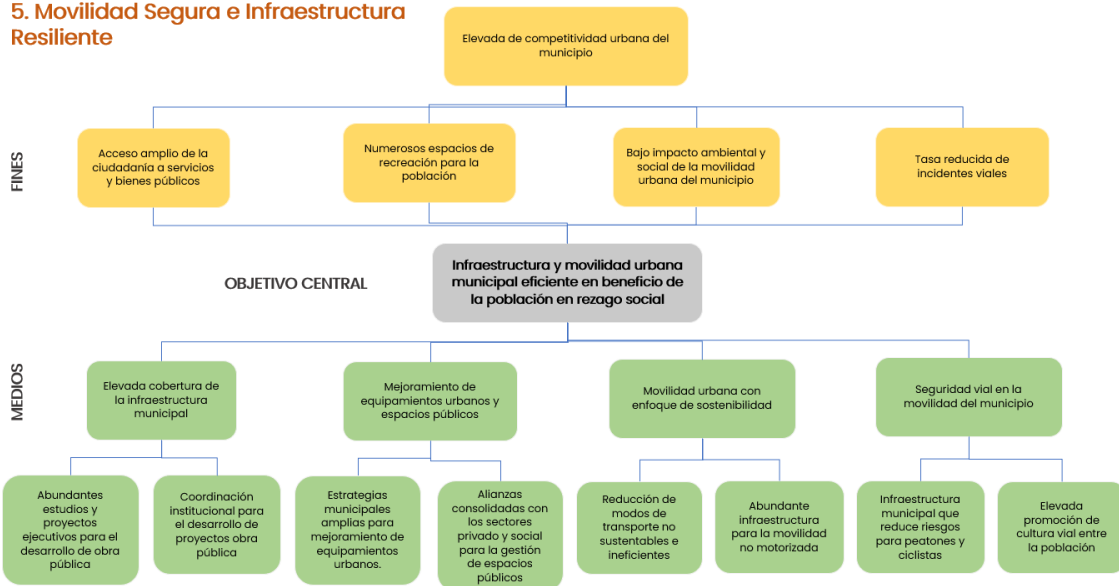 5. Movilidad Segura e Infraestructura
Resiliente
Elevada de competitividad urbana del
municipio
FINES
Acceso amplio de la
ciudadanía a servicios
y bienes públicos
Numerosos espacios de
recreación para la
población
Bajo impacto ambiental y
social de la movilidad
urbana del municipio
Tasa reducida de
incidentes viales
OBJETIVO CENTRAL
Infraestructura y movilidad urbana
municipal eficiente en beneficio de
la población en rezago social
MEDIOS
Elevada cobertura de
la infraestructura
municipal
Mejoramiento de
equipamientos urbanos y
espacios públicos
Movilidad urbana con
enfoque de sostenibilidad
Seguridad vial en la
movilidad del municipio
Abundantes
estudios y
proyectos
ejecutivos para el
desarrollo de obra
pública
Coordinación
institucional para
el desarrollo de
proyectos obra
pública
Estrategias
municipales
amplias para
mejoramiento de
equipamientos
urbanos.
Alianzas
consolidadas con
los sectores
privado y social
para la gestión
de espacios
públicos
Reducción de
modos de
transporte no
sustentables e
ineficientes
Abundante
infraestructura
para la movilidad
no motorizada
Infraestructura
municipal que
reduce riesgos
para peatones y
ciclistas
Elevada
promoción de
cultura vial entre
la población